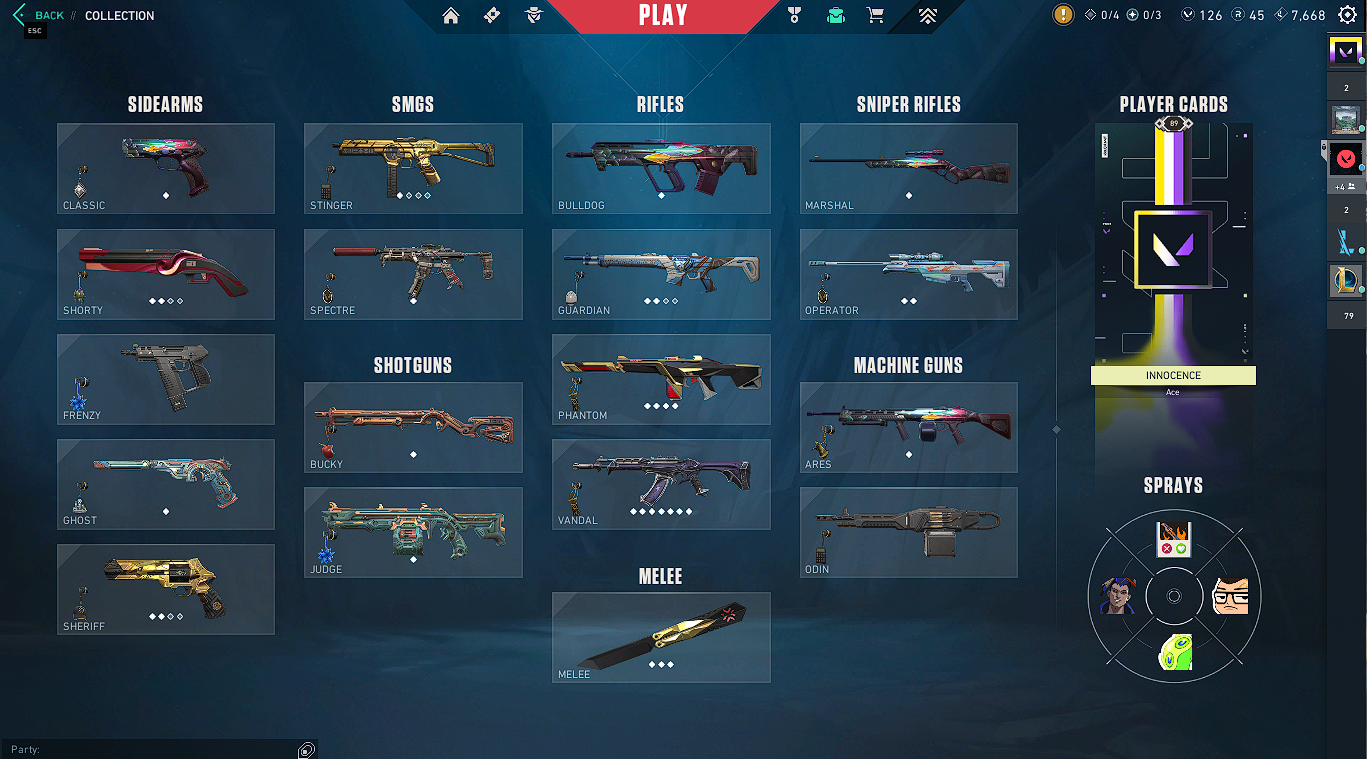 BACK // COLLECTION
ESC
PLAY
0/4 0/3 126 45 7,668
SIDEARMS
CLASSIC
SHORTY
FRENZY
GHOST
SHERIFF
SMGS
STINGER
SPECTRE
SHOTGUNS
BUCKY
JUDGE
RIFLES
BULLDOG
GUARDIAN
PHANTOM
VANDAL
MELEE
MELEE
SNIPER RIFLES
MARSHAL
OPERATOR
MACHINE GUNS
ARES
ODIN
PLAYER CARDS
89
INNOCENCE
Ace
SPRAYS
2
+4
2
79
Party: